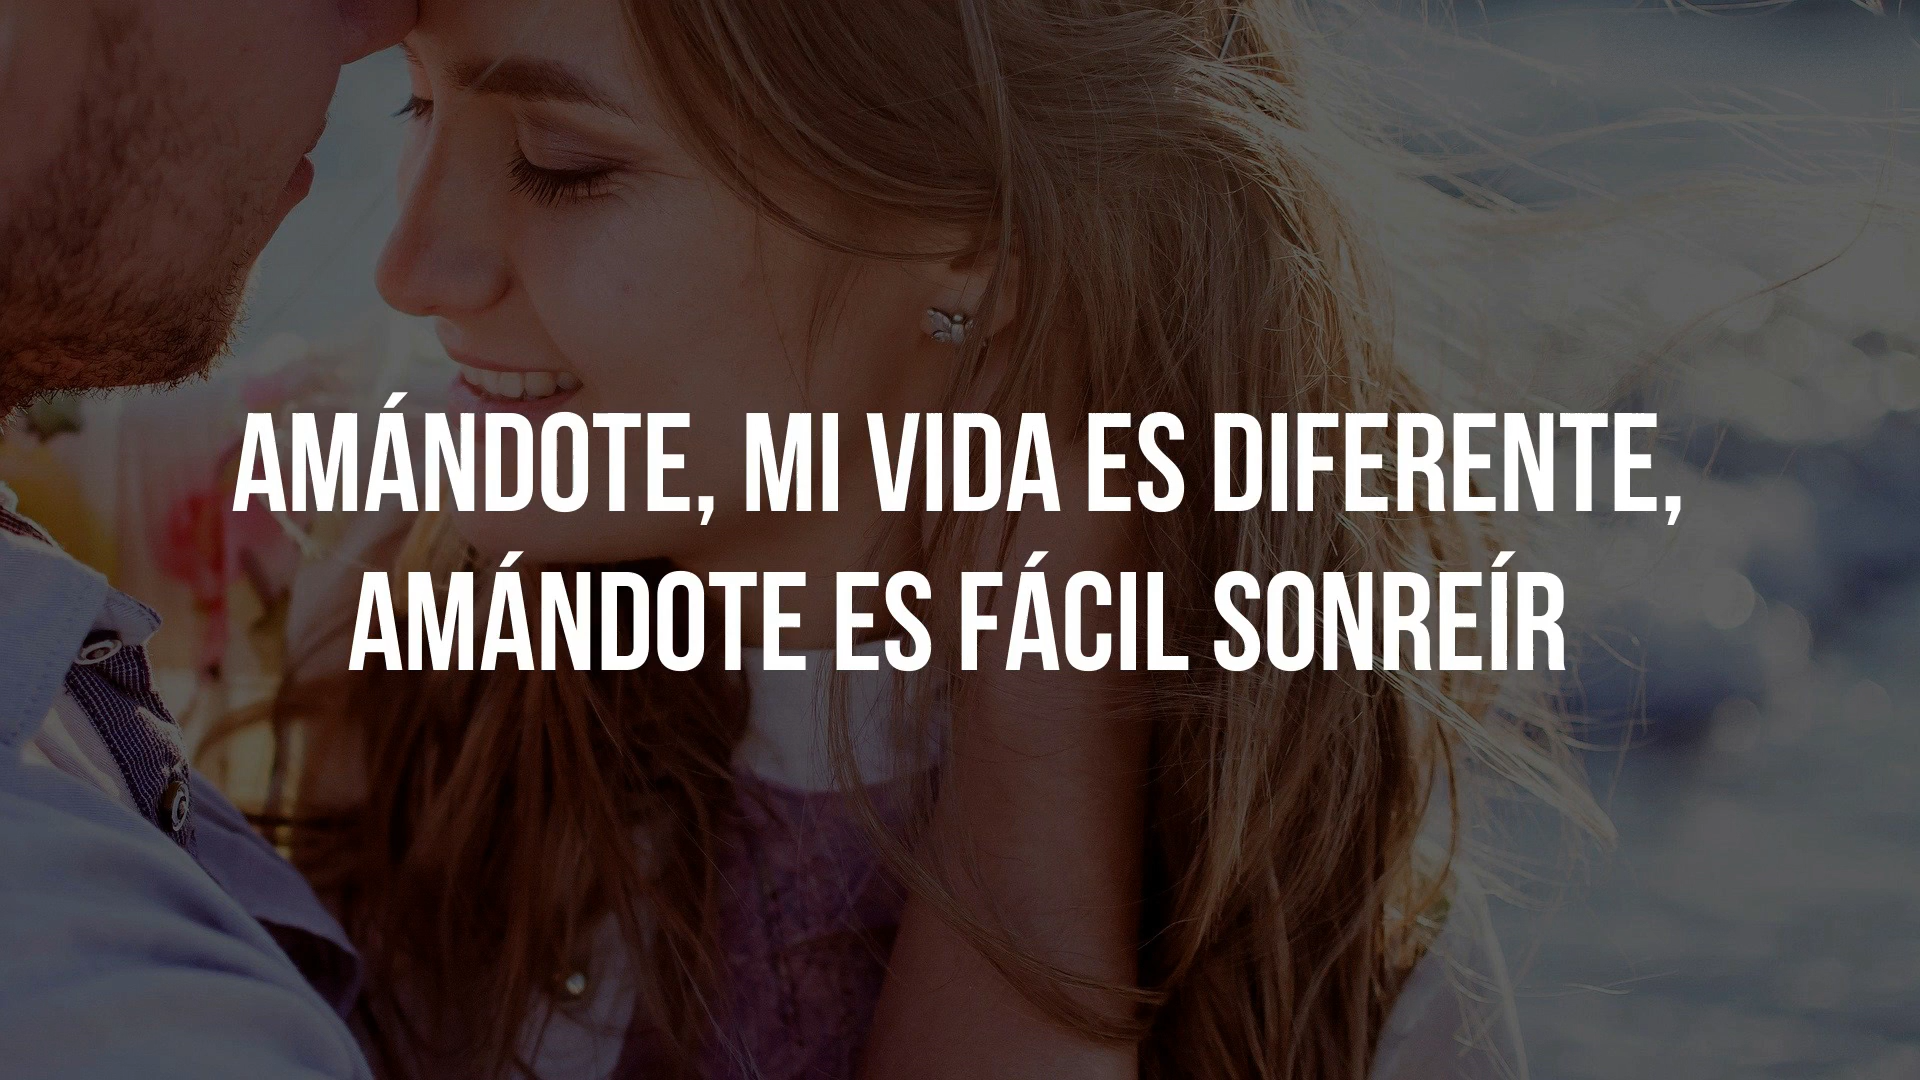 AMÁNDOTE, MI VIDA ES DIFERENTE,
AMÁNDOTE ES FÁCIL SONREÍR